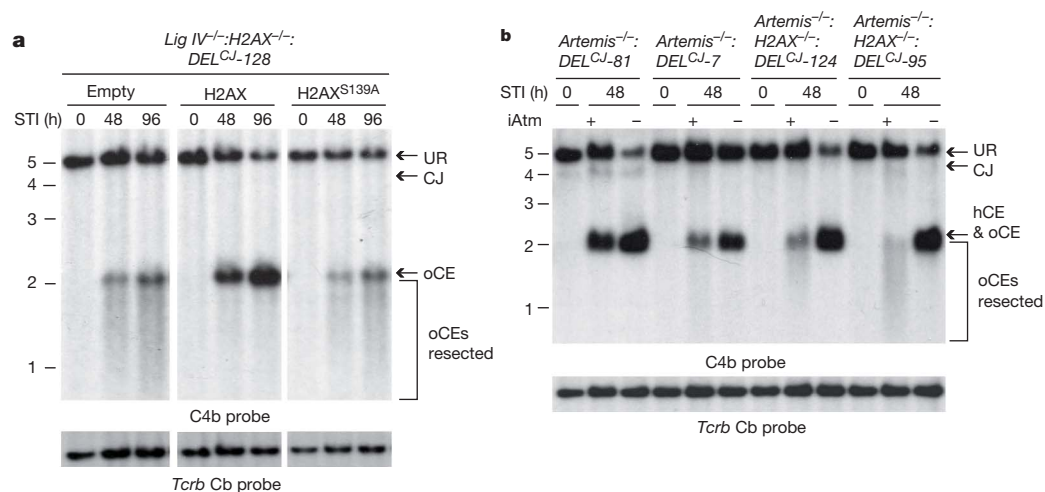 a
Lig IV–/–:H2AX–/–:
DELCJ-128
Empty H2AX H2AXS139A
STI (h) 0 48 96 0 48 96 0 48 96
5
4
3
2
1
UR
CJ
oCE
oCEs
resected
C4b probe
Tcrb Cb probe
b
Artemis–/–:
DELCJ-81
Artemis–/–:
DELCJ-7
Artemis–/–:
H2AX–/–:
DELCJ-124
Artemis–/–:
H2AX–/–:
DELCJ-95
STI (h) 0 48 0 48 0 48 0 48
iAtm + − + − + − + −
5
4
3
2
1
UR
CJ
hCE
& oCE
oCEs
resected
C4b probe
Tcrb Cb probe